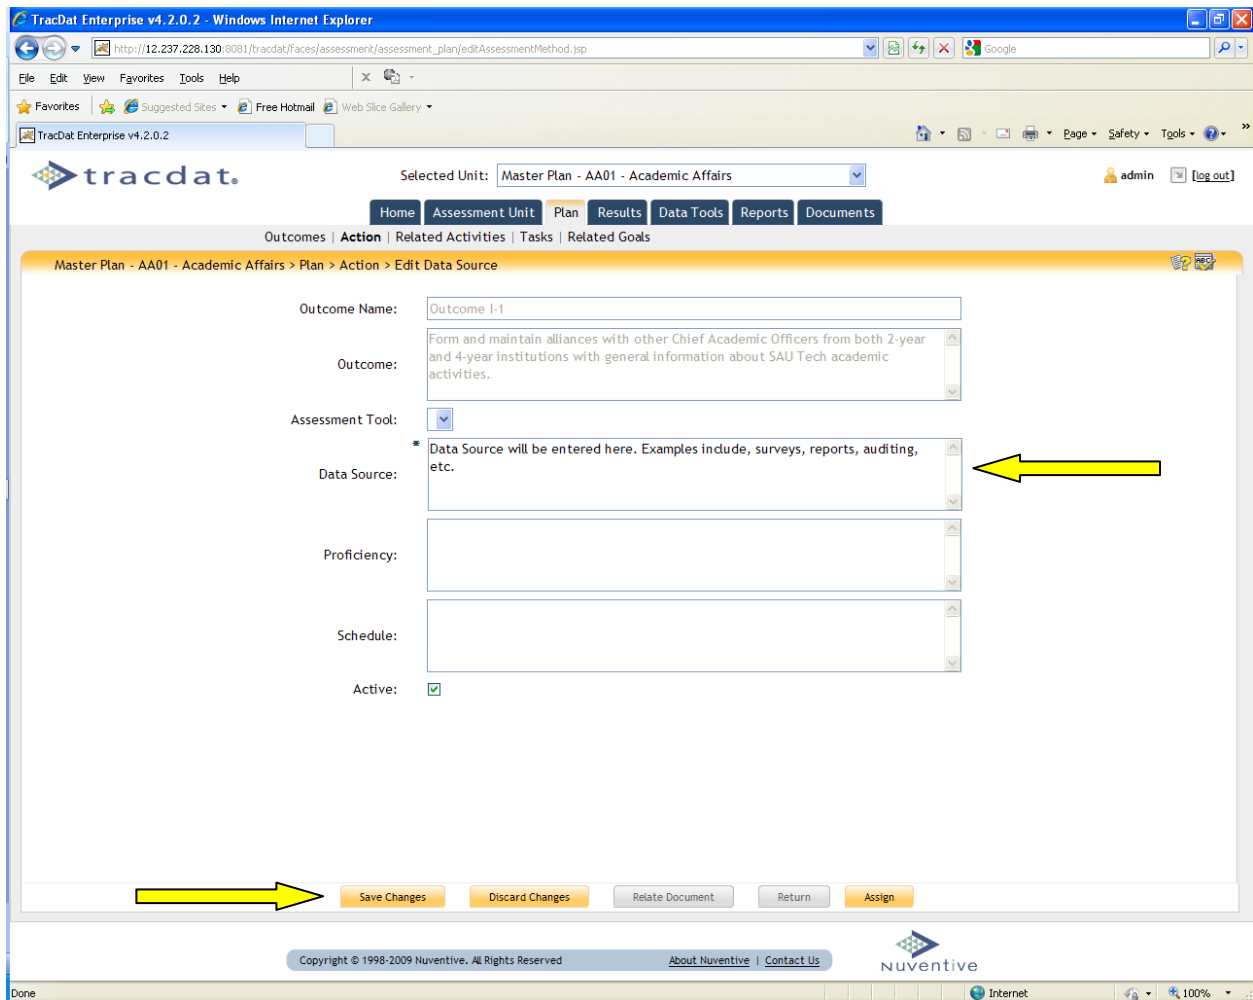 TracDat Enterprise v4.2.0.2 - Windows Internet Explorer
http://12.237.228.130:8081/tracdat/faces/assessment/assessment_plan/editAssessmentMethod.jsp
Google
File Edit View Favorites Tools Help
x
Favorites Suggested Sites Free Hotmail Web Slice Gallery
TracDat Enterprise v4.2.0.2
Page Safety Tools »
tracdat.
Selected Unit: Master Plan - AA01 - Academic Affairs
admin [log out]
Home Assessment Unit Plan Results Data Tools Reports Documents
Outcomes | Action | Related Activities | Tasks | Related Goals
Master Plan - AA01 - Academic Affairs > Plan > Action > Edit Data Source
ABC
Outcome Name: Outcome I-1
Outcome:
Form and maintain alliances with other Chief Academic Officers from both 2-year
and 4-year institutions with general information about SAU Tech academic
activities.
Assessment Tool:
* Data Source:
Data Source will be entered here. Examples include, surveys, reports, auditing,
etc.
Proficiency:
Schedule:
Active:
Save Changes Discard Changes Relate Document Return Assign
Copyright © 1998-2009 Nuventive. All Rights Reserved About Nuventive | Contact Us
Nuventive
Done Internet 100%